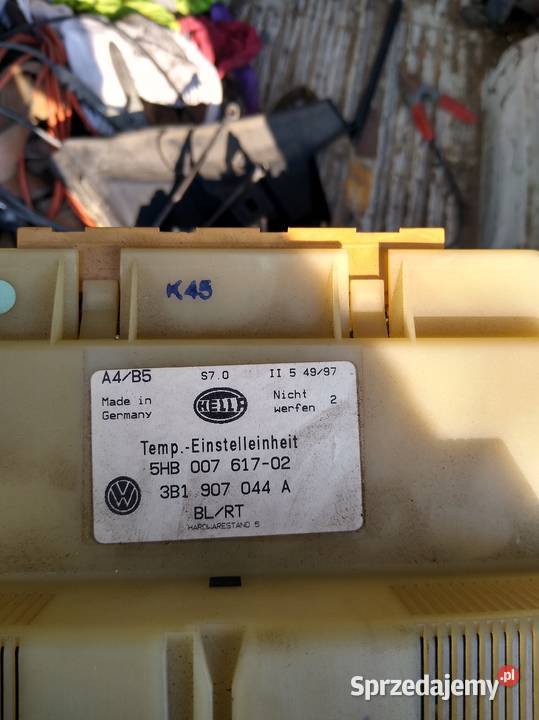 K45
A4/B5 S7.0 II 5 49/97
Made in Germany
HELLA
Nicht werfen 2
Temp.-Einstelleinheit
5HB 007 617-02
VW 3B1 907 044 A
BL/RT
HARDWARESTAND 5
Sprzedajemy.pl